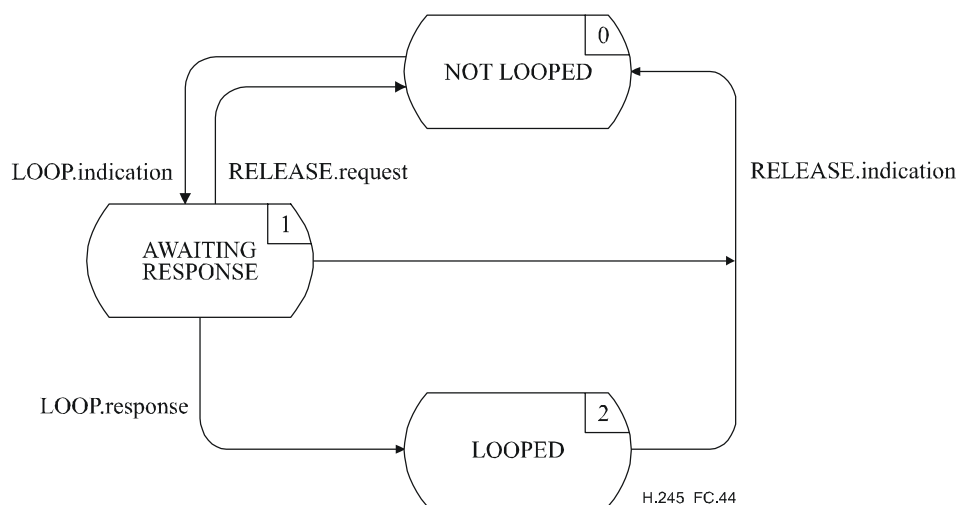 0
NOT LOOPED
LOOP.indication
RELEASE.request
RELEASE.indication
1
AWAITING
RESPONSE
LOOP.response
2
LOOPED
H.245 FC.44